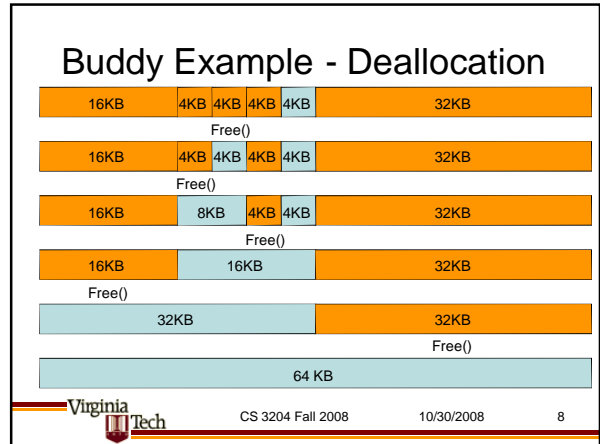 Buddy Example - Deallocation
16KB 4KB 4KB 4KB 4KB 32KB
Free()
16KB 4KB 4KB 4KB 4KB 32KB
Free()
16KB 8KB 4KB 4KB 32KB
Free()
16KB 16KB 32KB
Free()
32KB 32KB
Free()
64 KB
Virginia Tech CS 3204 Fall 2008 10/30/2008 8